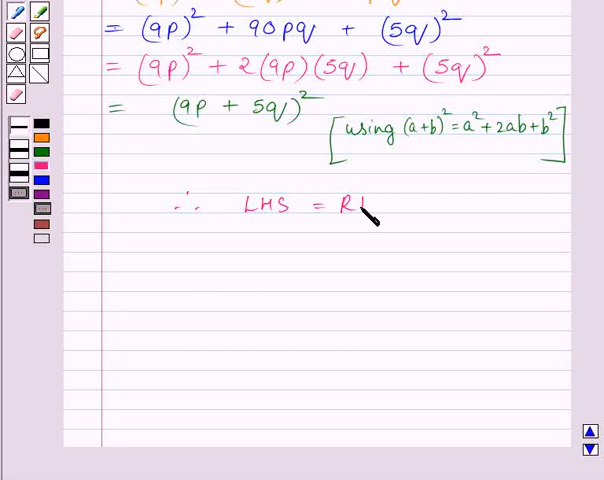 = (9p)² + 90pq + (5q)²
= (9p)² + 2(9p)(5q) + (5q)²
= (9p + 5q)²
[using (a+b)² = a² + 2ab + b²]
∴ LHS = R